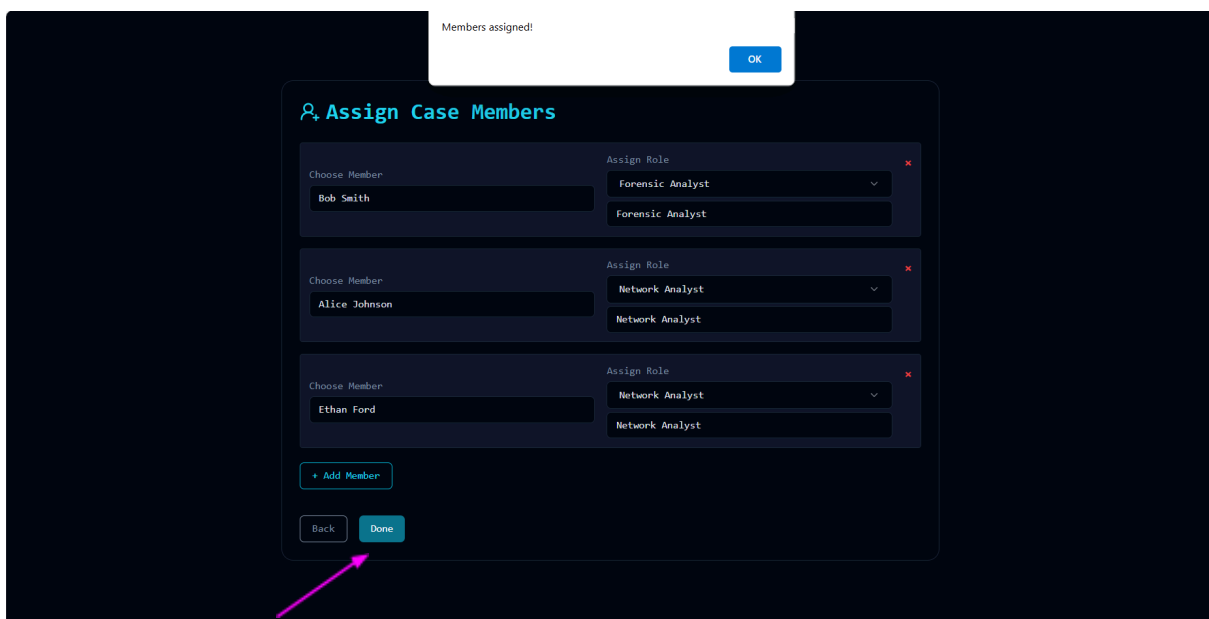 Members assigned!
OK
Assign Case Members
Choose Member
Bob Smith
Assign Role
Forensic Analyst
Forensic Analyst
Choose Member
Alice Johnson
Assign Role
Network Analyst
Network Analyst
Choose Member
Ethan Ford
Assign Role
Network Analyst
Network Analyst
+ Add Member
Back
Done